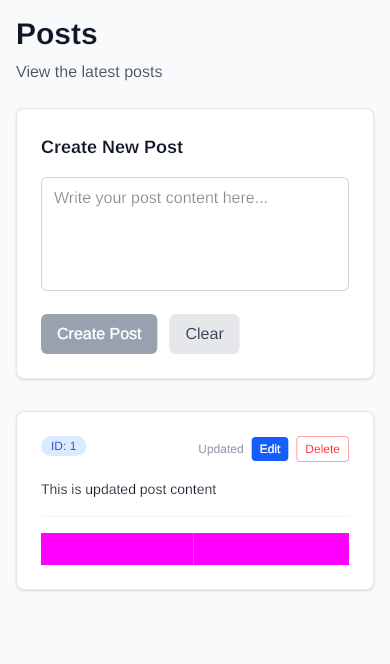 Posts
View the latest posts
Create New Post
Write your post content here...
Create Post
Clear
ID: 1
Updated
Edit
Delete
This is updated post content